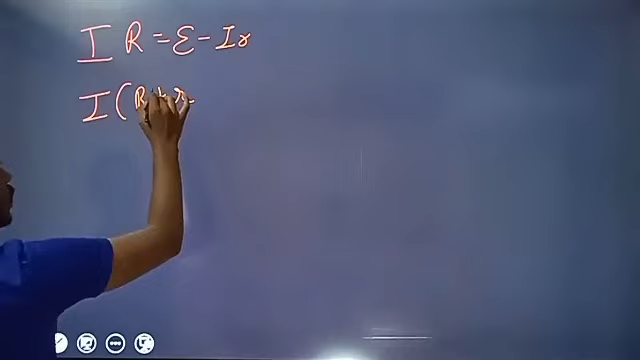 I R = ε - Ir
I (R + r